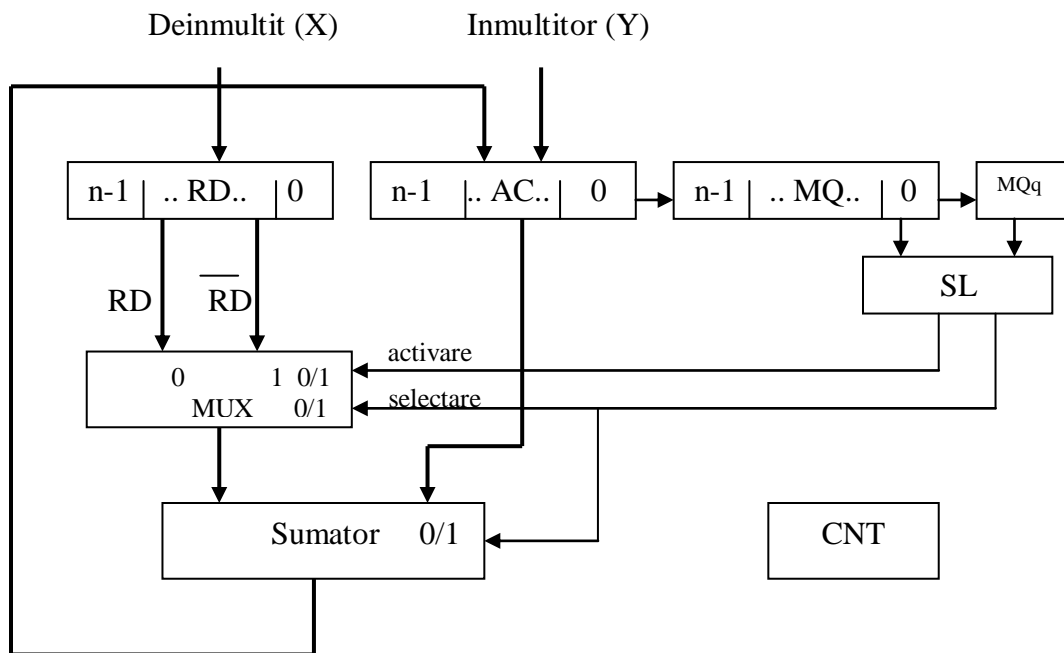 Deinmultit (X) Inmultitor (Y)
n-1 .. RD.. 0 n-1 .. AC.. 0 n-1 .. MQ.. 0 MQq
RD R̅D̅ SL
activare
0 1 0/1
selectare
MUX 0/1
Sumator 0/1 CNT